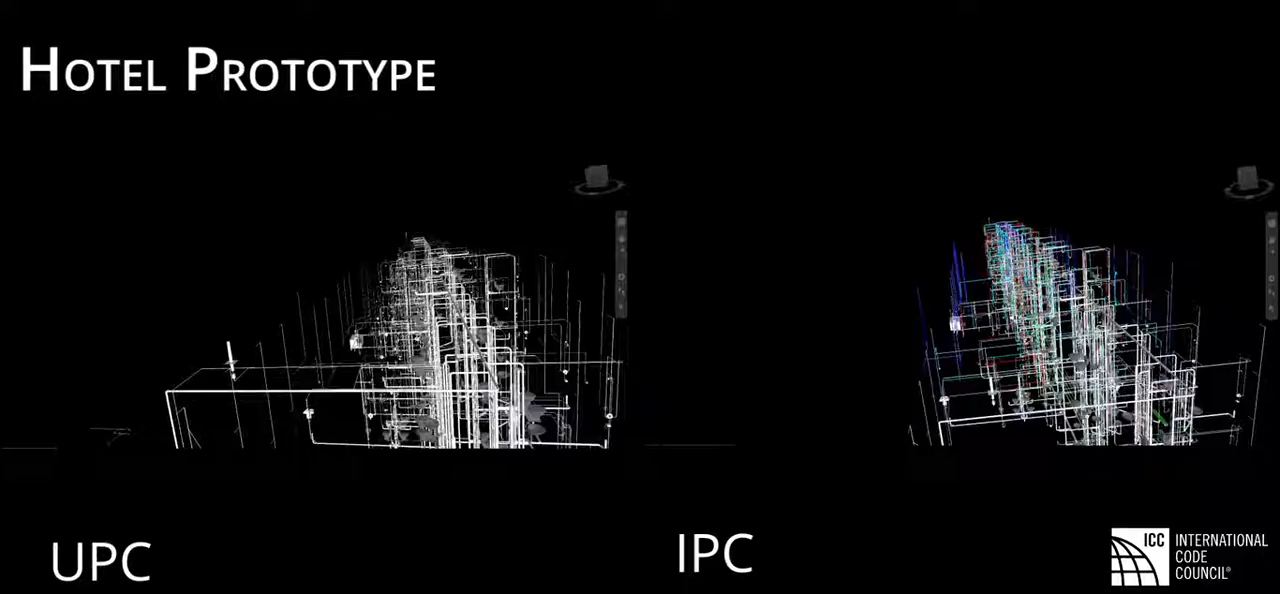 Hotel Prototype
UPC
IPC
ICC
INTERNATIONAL
CODE
COUNCIL®